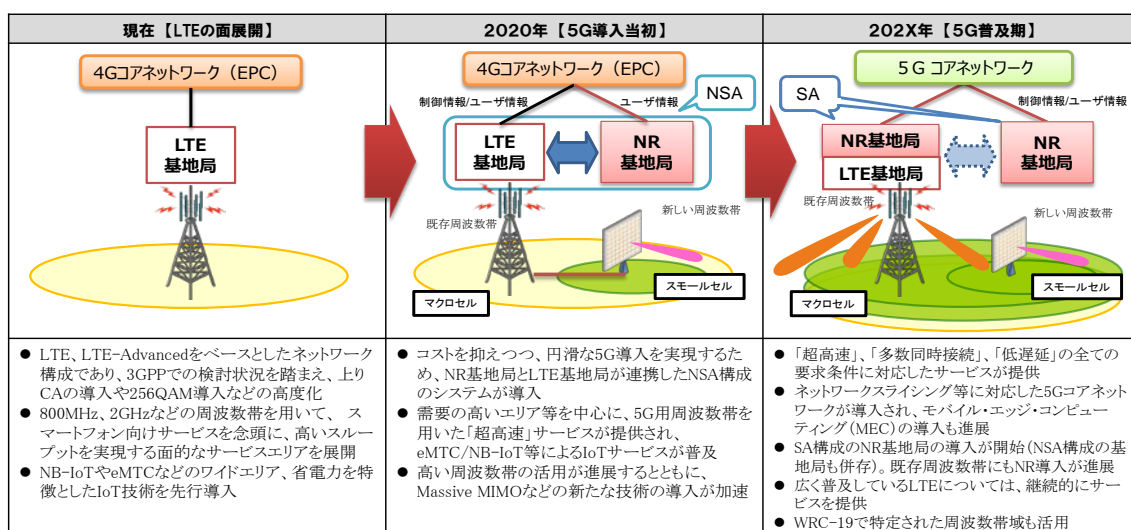 現在 【LTEの面展開】
4Gコアネットワーク（EPC）
LTE
基地局
● LTE、LTE-Advancedをベースとしたネットワーク
構成であり、3GPPでの検討状況を踏まえ、上り
CAの導入や256QAM導入などの高度化
● 800MHz、2GHzなどの周波数帯を用いて、 ス
マートフォン向けサービスを念頭に、高いスルー
プットを実現する面的なサービスエリアを展開
● NB-IoTやeMTCなどのワイドエリア、省電力を特
徴としたIoT技術を先行導入
2020年 【5G導入当初】
4Gコアネットワーク（EPC）
制御情報/ユーザ情報
ユーザ情報
NSA
LTE
基地局
NR
基地局
既存周波数帯
新しい周波数帯
マクロセル
スモールセル
● コストを抑えつつ、円滑な5G導入を実現するた
め、NR基地局とLTE基地局が連携したNSA構成
のシステムが導入
● 需要の高いエリア等を中心に、5G用周波数帯を
用いた「超高速」サービスが提供され、
eMTC/NB-IoT等によるIoTサービスが普及
● 高い周波数帯の活用が進展するとともに、
Massive MIMOなどの新たな技術の導入が加速
202X年 【5G普及期】
5G コアネットワーク
SA
制御情報/ユーザ情報
NR基地局
LTE基地局
NR
基地局
既存周波数帯
新しい周波数帯
マクロセル
スモールセル
● 「超高速」、「多数同時接続」、「低遅延」の全ての
要求条件に対応したサービスが提供
● ネットワークスライシング等に対応した5Gコアネット
ワークが導入され、モバイル・エッジ・コンピュー
ティング（MEC）の導入も進展
● SA構成のNR基地局の導入が開始（NSA構成の基
地局も併存）。既存周波数帯にもNR導入が進展
● 広く普及しているLTEについては、継続的にサー
ビスを提供
● WRC-19で特定された周波数帯域も活用